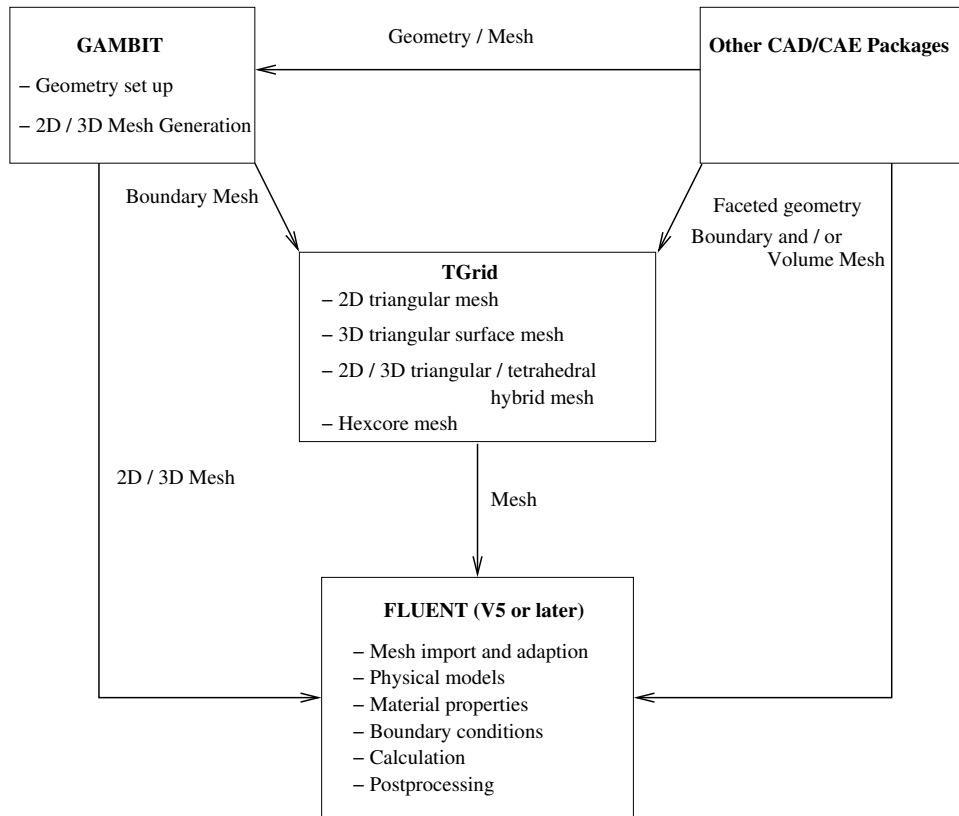 GAMBIT
− Geometry set up
− 2D / 3D Mesh Generation
Geometry / Mesh
Other CAD/CAE Packages
Boundary Mesh
Faceted geometry
Boundary and / or
Volume Mesh
TGrid
− 2D triangular mesh
− 3D triangular surface mesh
− 2D / 3D triangular / tetrahedral
hybrid mesh
− Hexcore mesh
2D / 3D Mesh
Mesh
FLUENT (V5 or later)
− Mesh import and adaption
− Physical models
− Material properties
− Boundary conditions
− Calculation
− Postprocessing